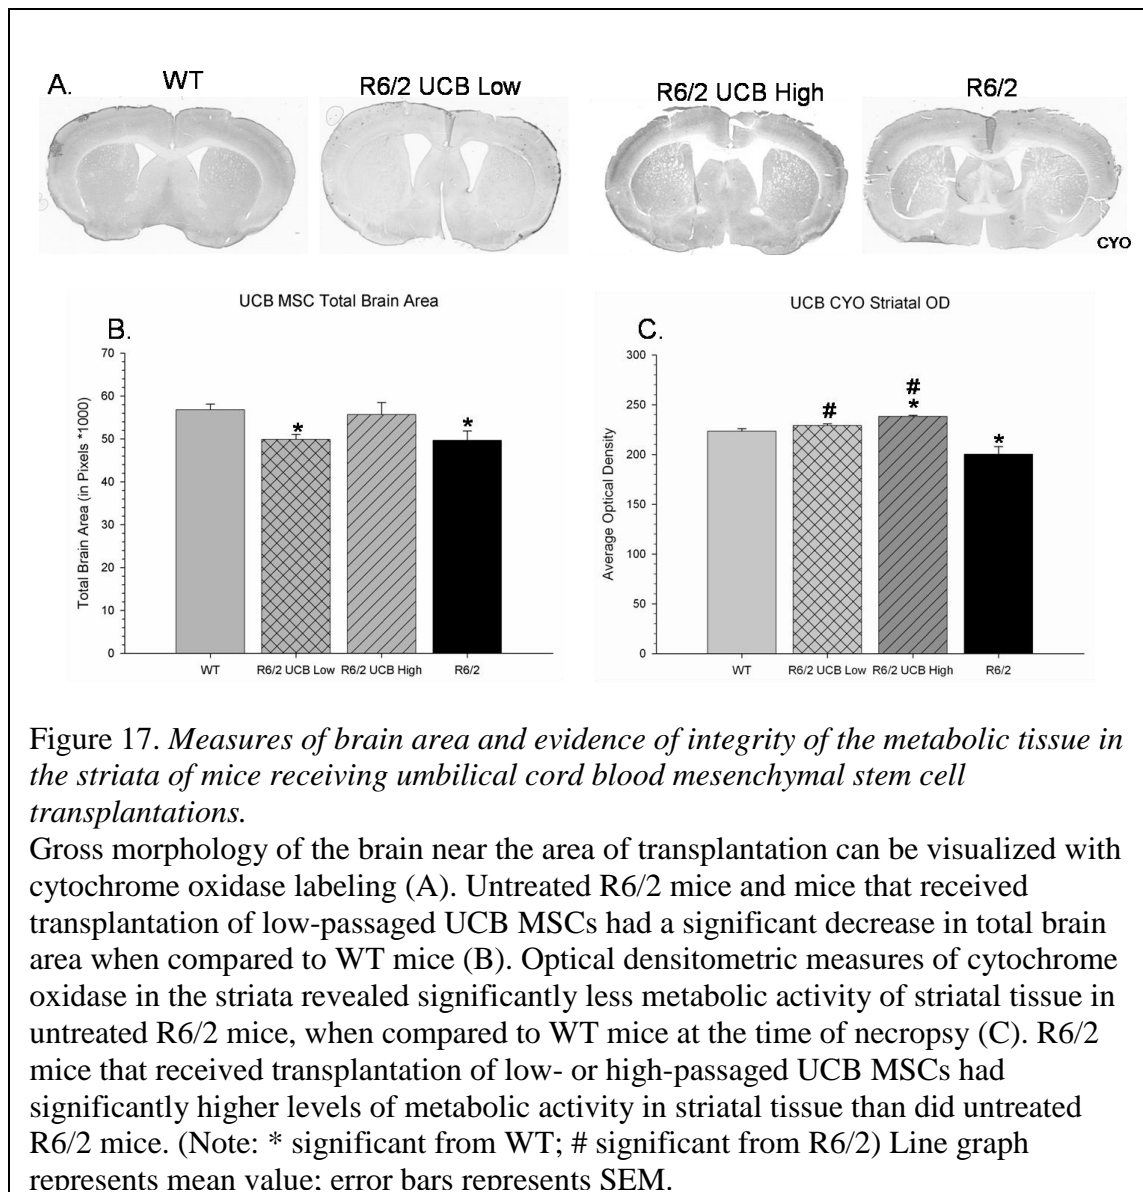 A. WT R6/2 UCB Low R6/2 UCB High R6/2
CYO
UCB MSC Total Brain Area
B.
Total Brain Area (in Pixels *1000)
70
60
50
40
30
20
10
0
*
*
WT R6/2 UCB Low R6/2 UCB High R6/2
UCB CYO Striatal OD
C.
Average Optical Density
300
250
200
150
100
50
0
#
#
*
*
WT R6/2 UCB Low R6/2 UCB High R6/2
Figure 17. Measures of brain area and evidence of integrity of the metabolic tissue in
the striata of mice receiving umbilical cord blood mesenchymal stem cell
transplantations.
Gross morphology of the brain near the area of transplantation can be visualized with
cytochrome oxidase labeling (A). Untreated R6/2 mice and mice that received
transplantation of low-passaged UCB MSCs had a significant decrease in total brain
area when compared to WT mice (B). Optical densitometric measures of cytochrome
oxidase in the striata revealed significantly less metabolic activity of striatal tissue in
untreated R6/2 mice, when compared to WT mice at the time of necropsy (C). R6/2
mice that received transplantation of low- or high-passaged UCB MSCs had
significantly higher levels of metabolic activity in striatal tissue than did untreated
R6/2 mice. (Note: * significant from WT; # significant from R6/2) Line graph
represents mean value; error bars represents SEM.